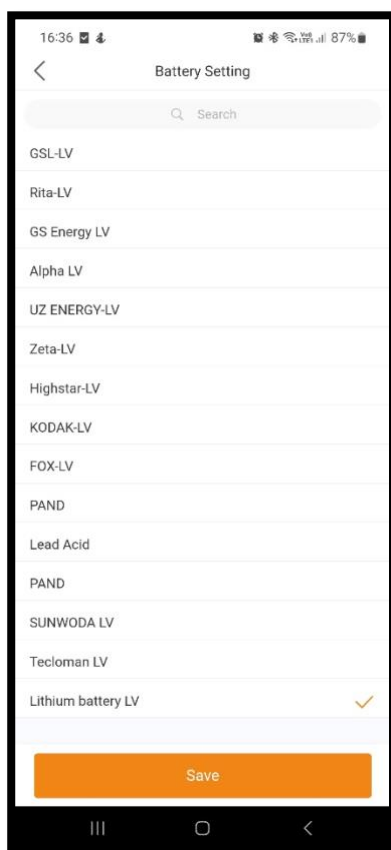 16:36 87%
Battery Setting
Search
GSL-LV
Rita-LV
GS Energy LV
Alpha LV
UZ ENERGY-LV
Zeta-LV
Highstar-LV
KODAK-LV
FOX-LV
PAND
Lead Acid
PAND
SUNWODA LV
Tecloman LV
Lithium battery LV
Save